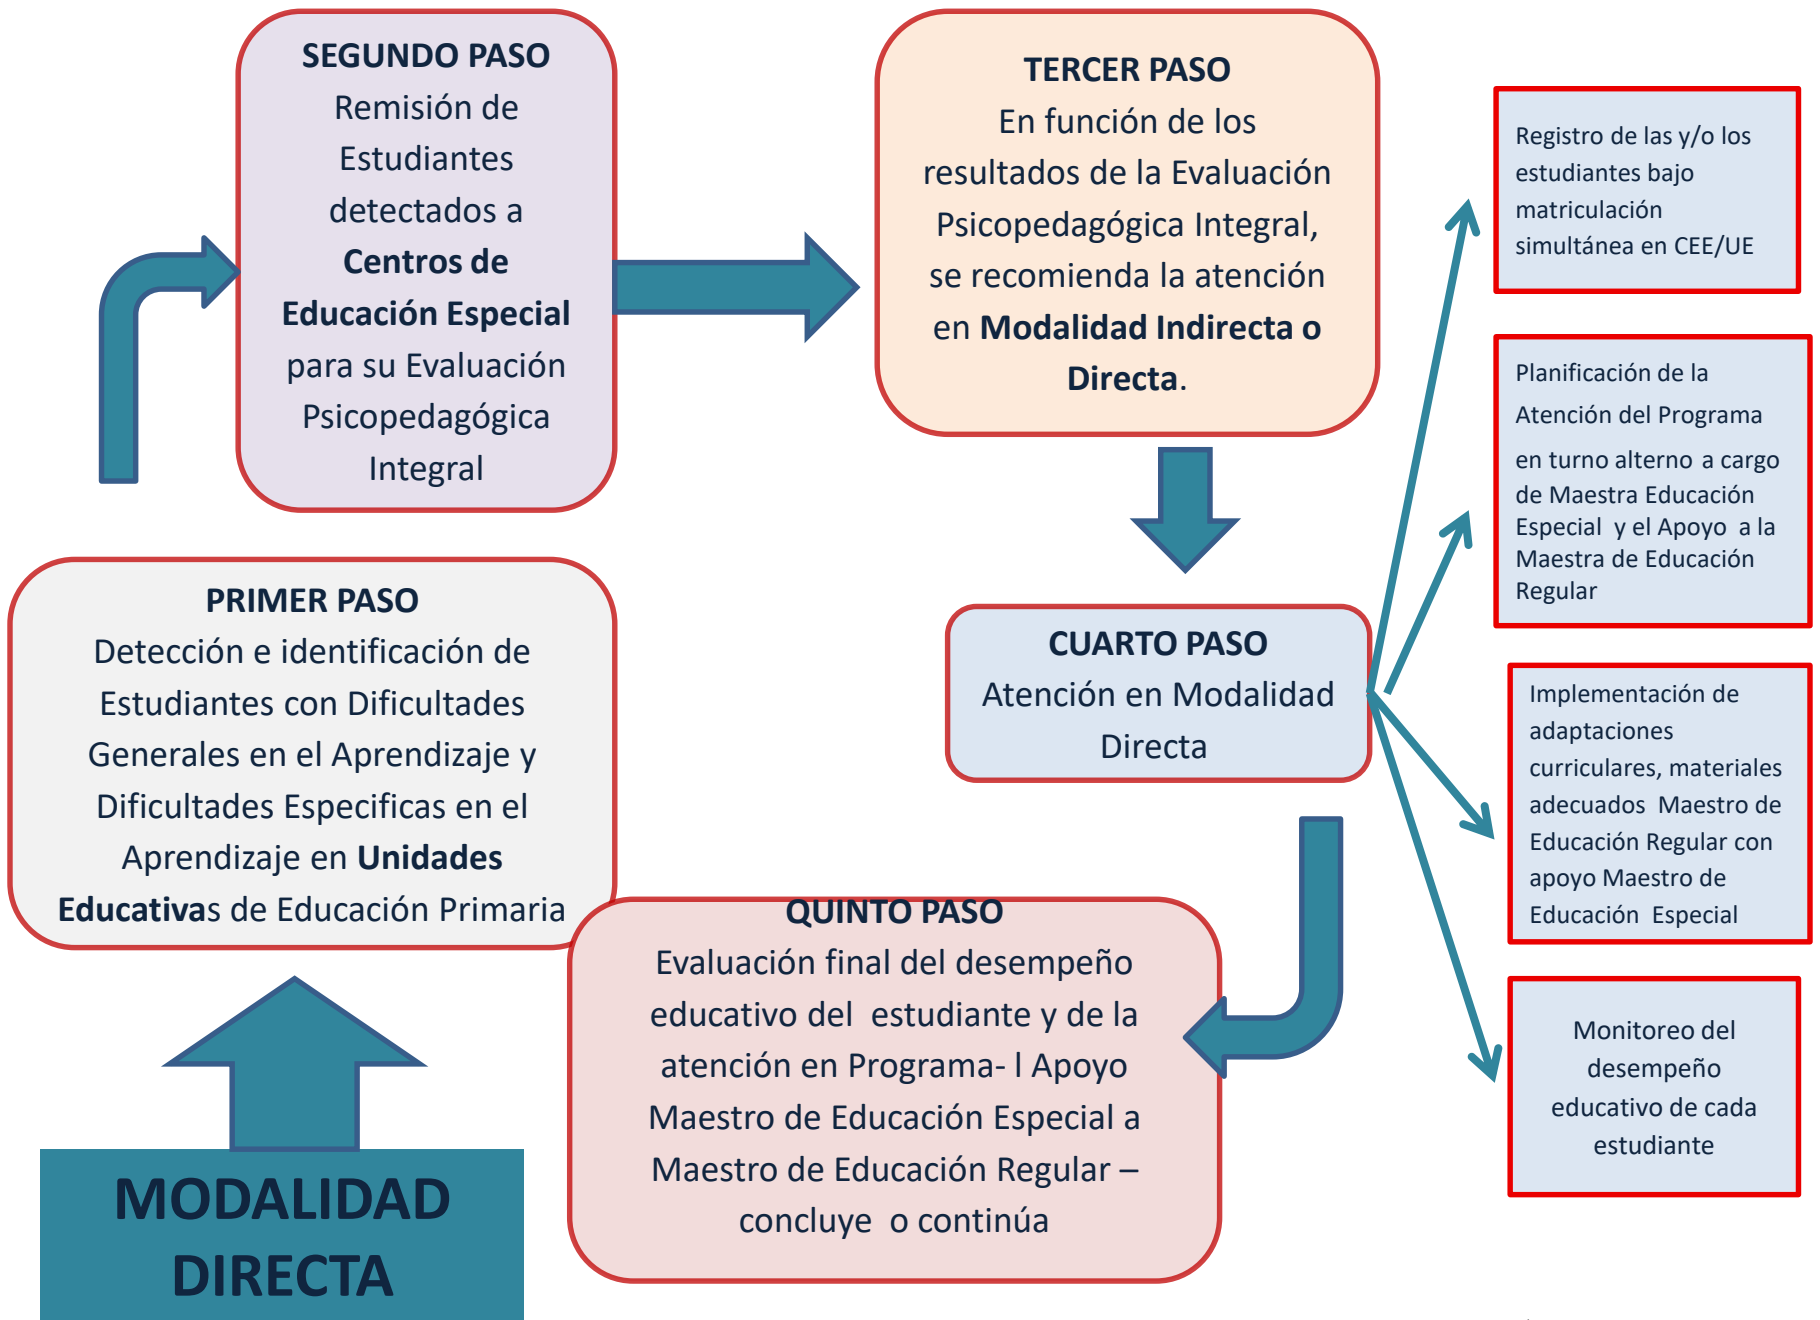 SEGUNDO PASO
Remisión de
Estudiantes
detectados a
Centros de
Educación Especial
para su Evaluación
Psicopedagógica
Integral
TERCER PASO
En función de los
resultados de la Evaluación
Psicopedagógica Integral,
se recomienda la atención
en Modalidad Indirecta o
Directa.
Registro de las y/o los
estudiantes bajo
matriculación
simultánea en CEE/UE
Planificación de la
Atención del Programa
en turno alterno a cargo
de Maestra Educación
Especial y el Apoyo a la
Maestra de Educación
Regular
PRIMER PASO
Detección e identificación de
Estudiantes con Dificultades
Generales en el Aprendizaje y
Dificultades Especificas en el
Aprendizaje en Unidades
Educativas de Educación Primaria
CUARTO PASO
Atención en Modalidad
Directa
Implementación de
adaptaciones
curriculares, materiales
adecuados Maestro de
Educación Regular con
apoyo Maestro de
Educación Especial
QUINTO PASO
Evaluación final del desempeño
educativo del estudiante y de la
atención en Programa- l Apoyo
Maestro de Educación Especial a
Maestro de Educación Regular –
concluye o continúa
Monitoreo del
desempeño
educativo de cada
estudiante
MODALIDAD
DIRECTA